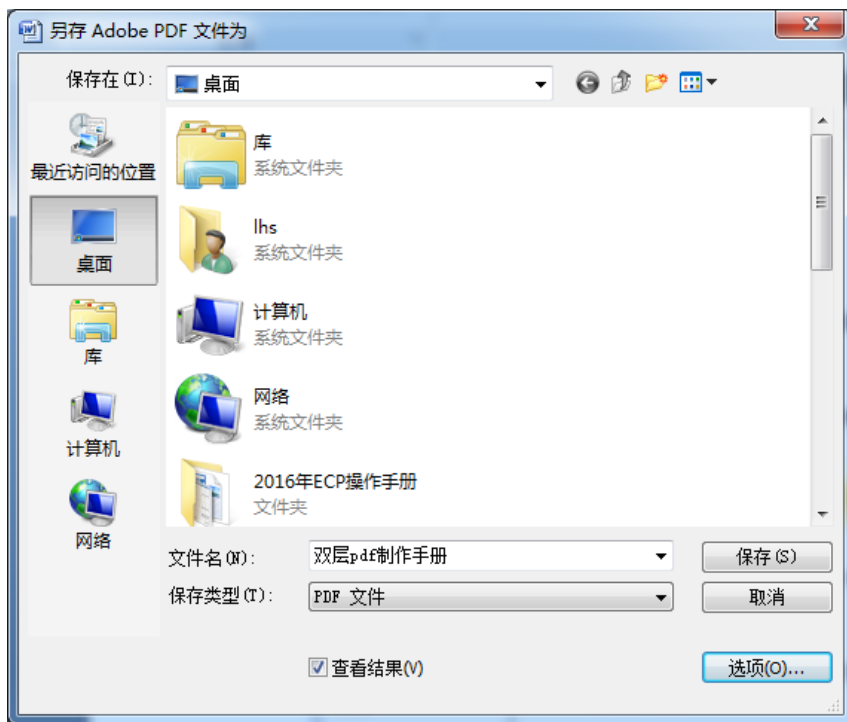 另存 Adobe PDF 文件为
保存在(I):
桌面
最近访问的位置
桌面
库
计算机
网络
库
系统文件夹
lhs
系统文件夹
计算机
系统文件夹
网络
系统文件夹
2016年ECP操作手册
文件夹
文件名(N):
双层pdf制作手册
保存(S)
保存类型(T):
PDF 文件
取消
查看结果(V)
选项(O)...